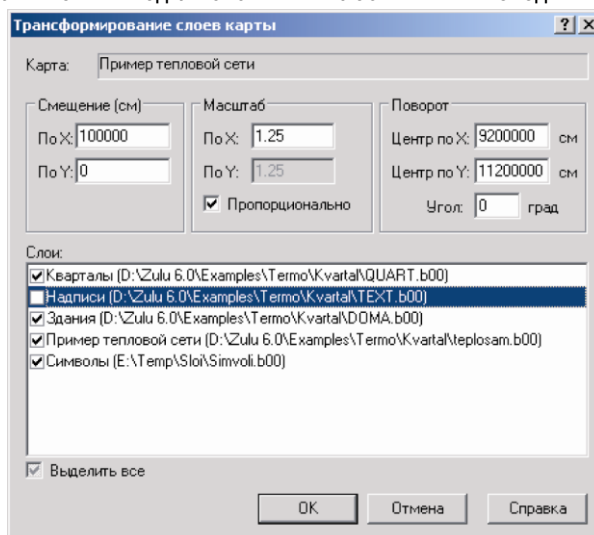 Трансформирование слоев карты
Карта: Пример тепловой сети
Смещение (см)
По X: 100000
По Y: 0
Масштаб
По X: 1.25
По Y: 1.25
Пропорционально
Поворот
Центр по X: 9200000 см
Центр по Y: 11200000 см
Угол: 0 град
Слои:
Кварталы (D:\Zulu 6.0\Examples\Termo\Kvartal\QUART.b00)
Надписи (D:\Zulu 6.0\Examples\Termo\Kvartal\TEXT.b00)
Здания (D:\Zulu 6.0\Examples\Termo\Kvartal\DOMA.b00)
Пример тепловой сети (D:\Zulu 6.0\Examples\Termo\Kvartal\teplosam.b00)
Символы (E:\Temp\Sloi\Simvoli.b00)
Выделить все
OK Отмена Справка